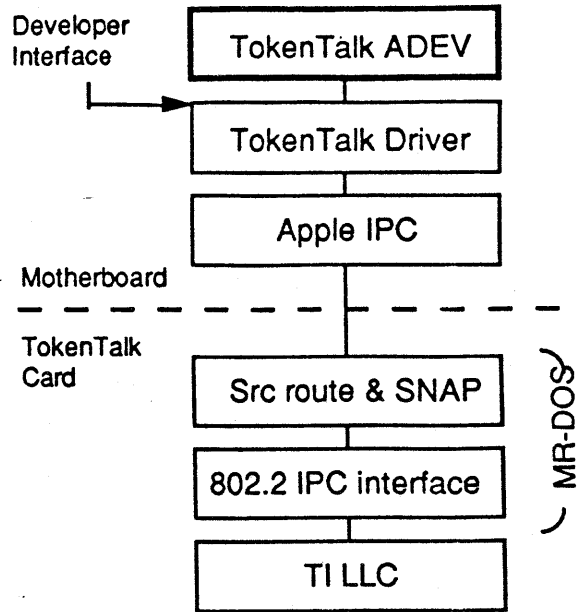 Developer
Interface
TokenTalk ADEV
TokenTalk Driver
Apple IPC
Motherboard
TokenTalk
Card
Src route & SNAP
802.2 IPC interface
TI LLC
MR-DOS